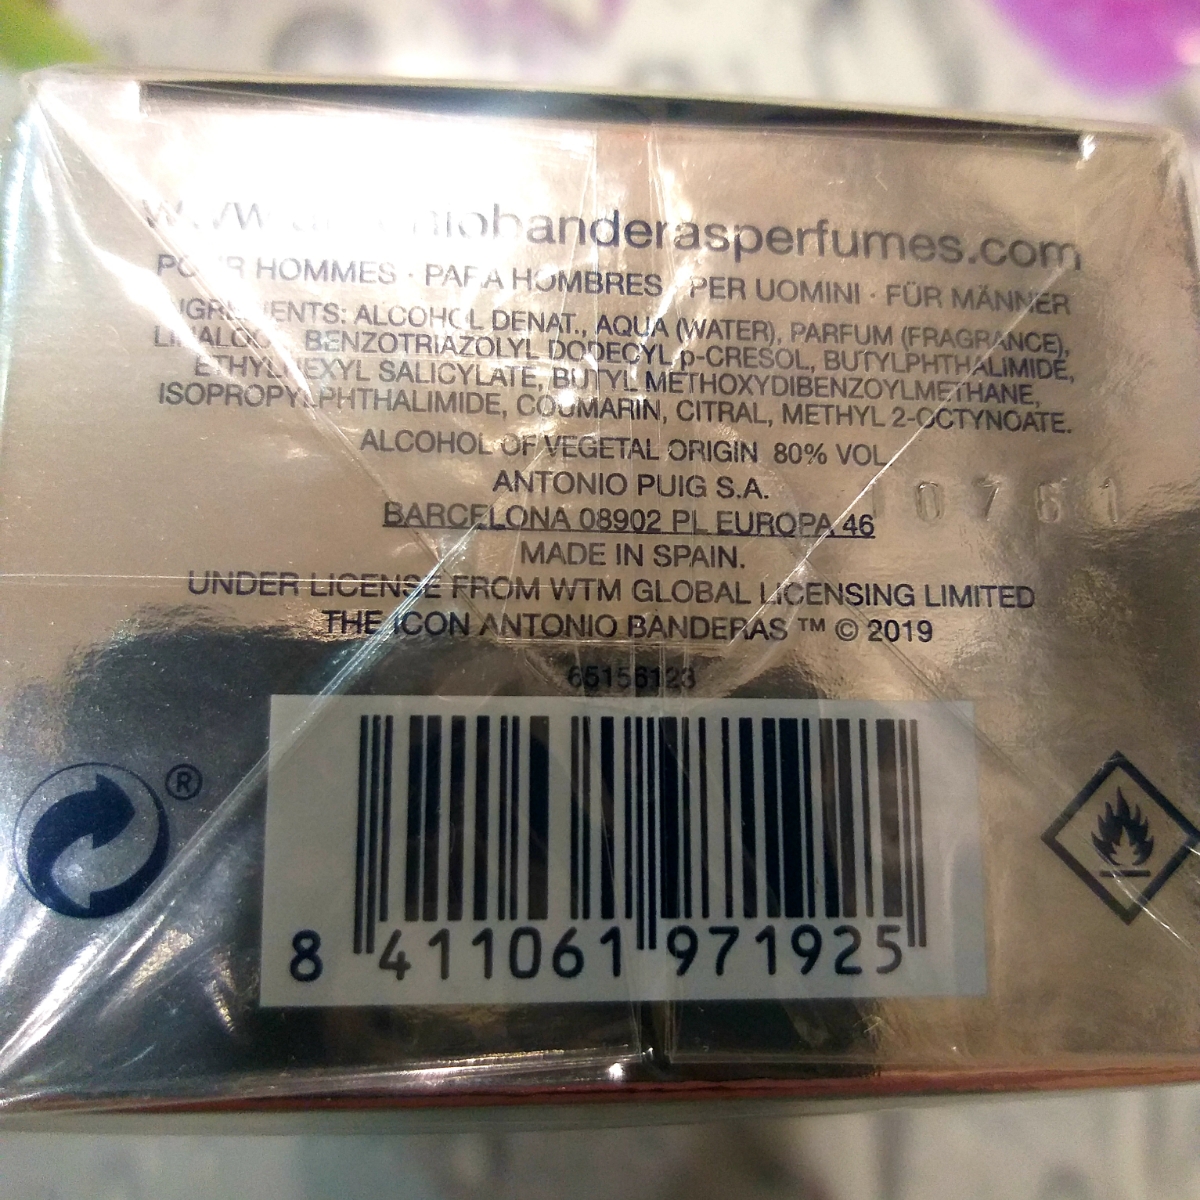 www.antoniobanderasperfumes.com
POUR HOMMES · PARA HOMBRES · PER UOMINI · FÜR MÄNNER
INGREDIENTS: ALCOHOL DENAT., AQUA (WATER), PARFUM (FRAGRANCE),
LINALOOL, BENZOTRIAZOLYL DODECYL p-CRESOL, BUTYLPHTHALIMIDE,
ETHYLHEXYL SALICYLATE, BUTYL METHOXYDIBENZOYLMETHANE,
ISOPROPYLPHTHALIMIDE, COUMARIN, CITRAL, METHYL 2-OCTYNOATE.
ALCOHOL OF VEGETAL ORIGIN 80% VOL
ANTONIO PUIG S.A.
BARCELONA 08902 PL EUROPA 46
MADE IN SPAIN.
UNDER LICENSE FROM WTM GLOBAL LICENSING LIMITED
THE ICON ANTONIO BANDERAS ™ © 2019
65156123
®
8 411061 971925